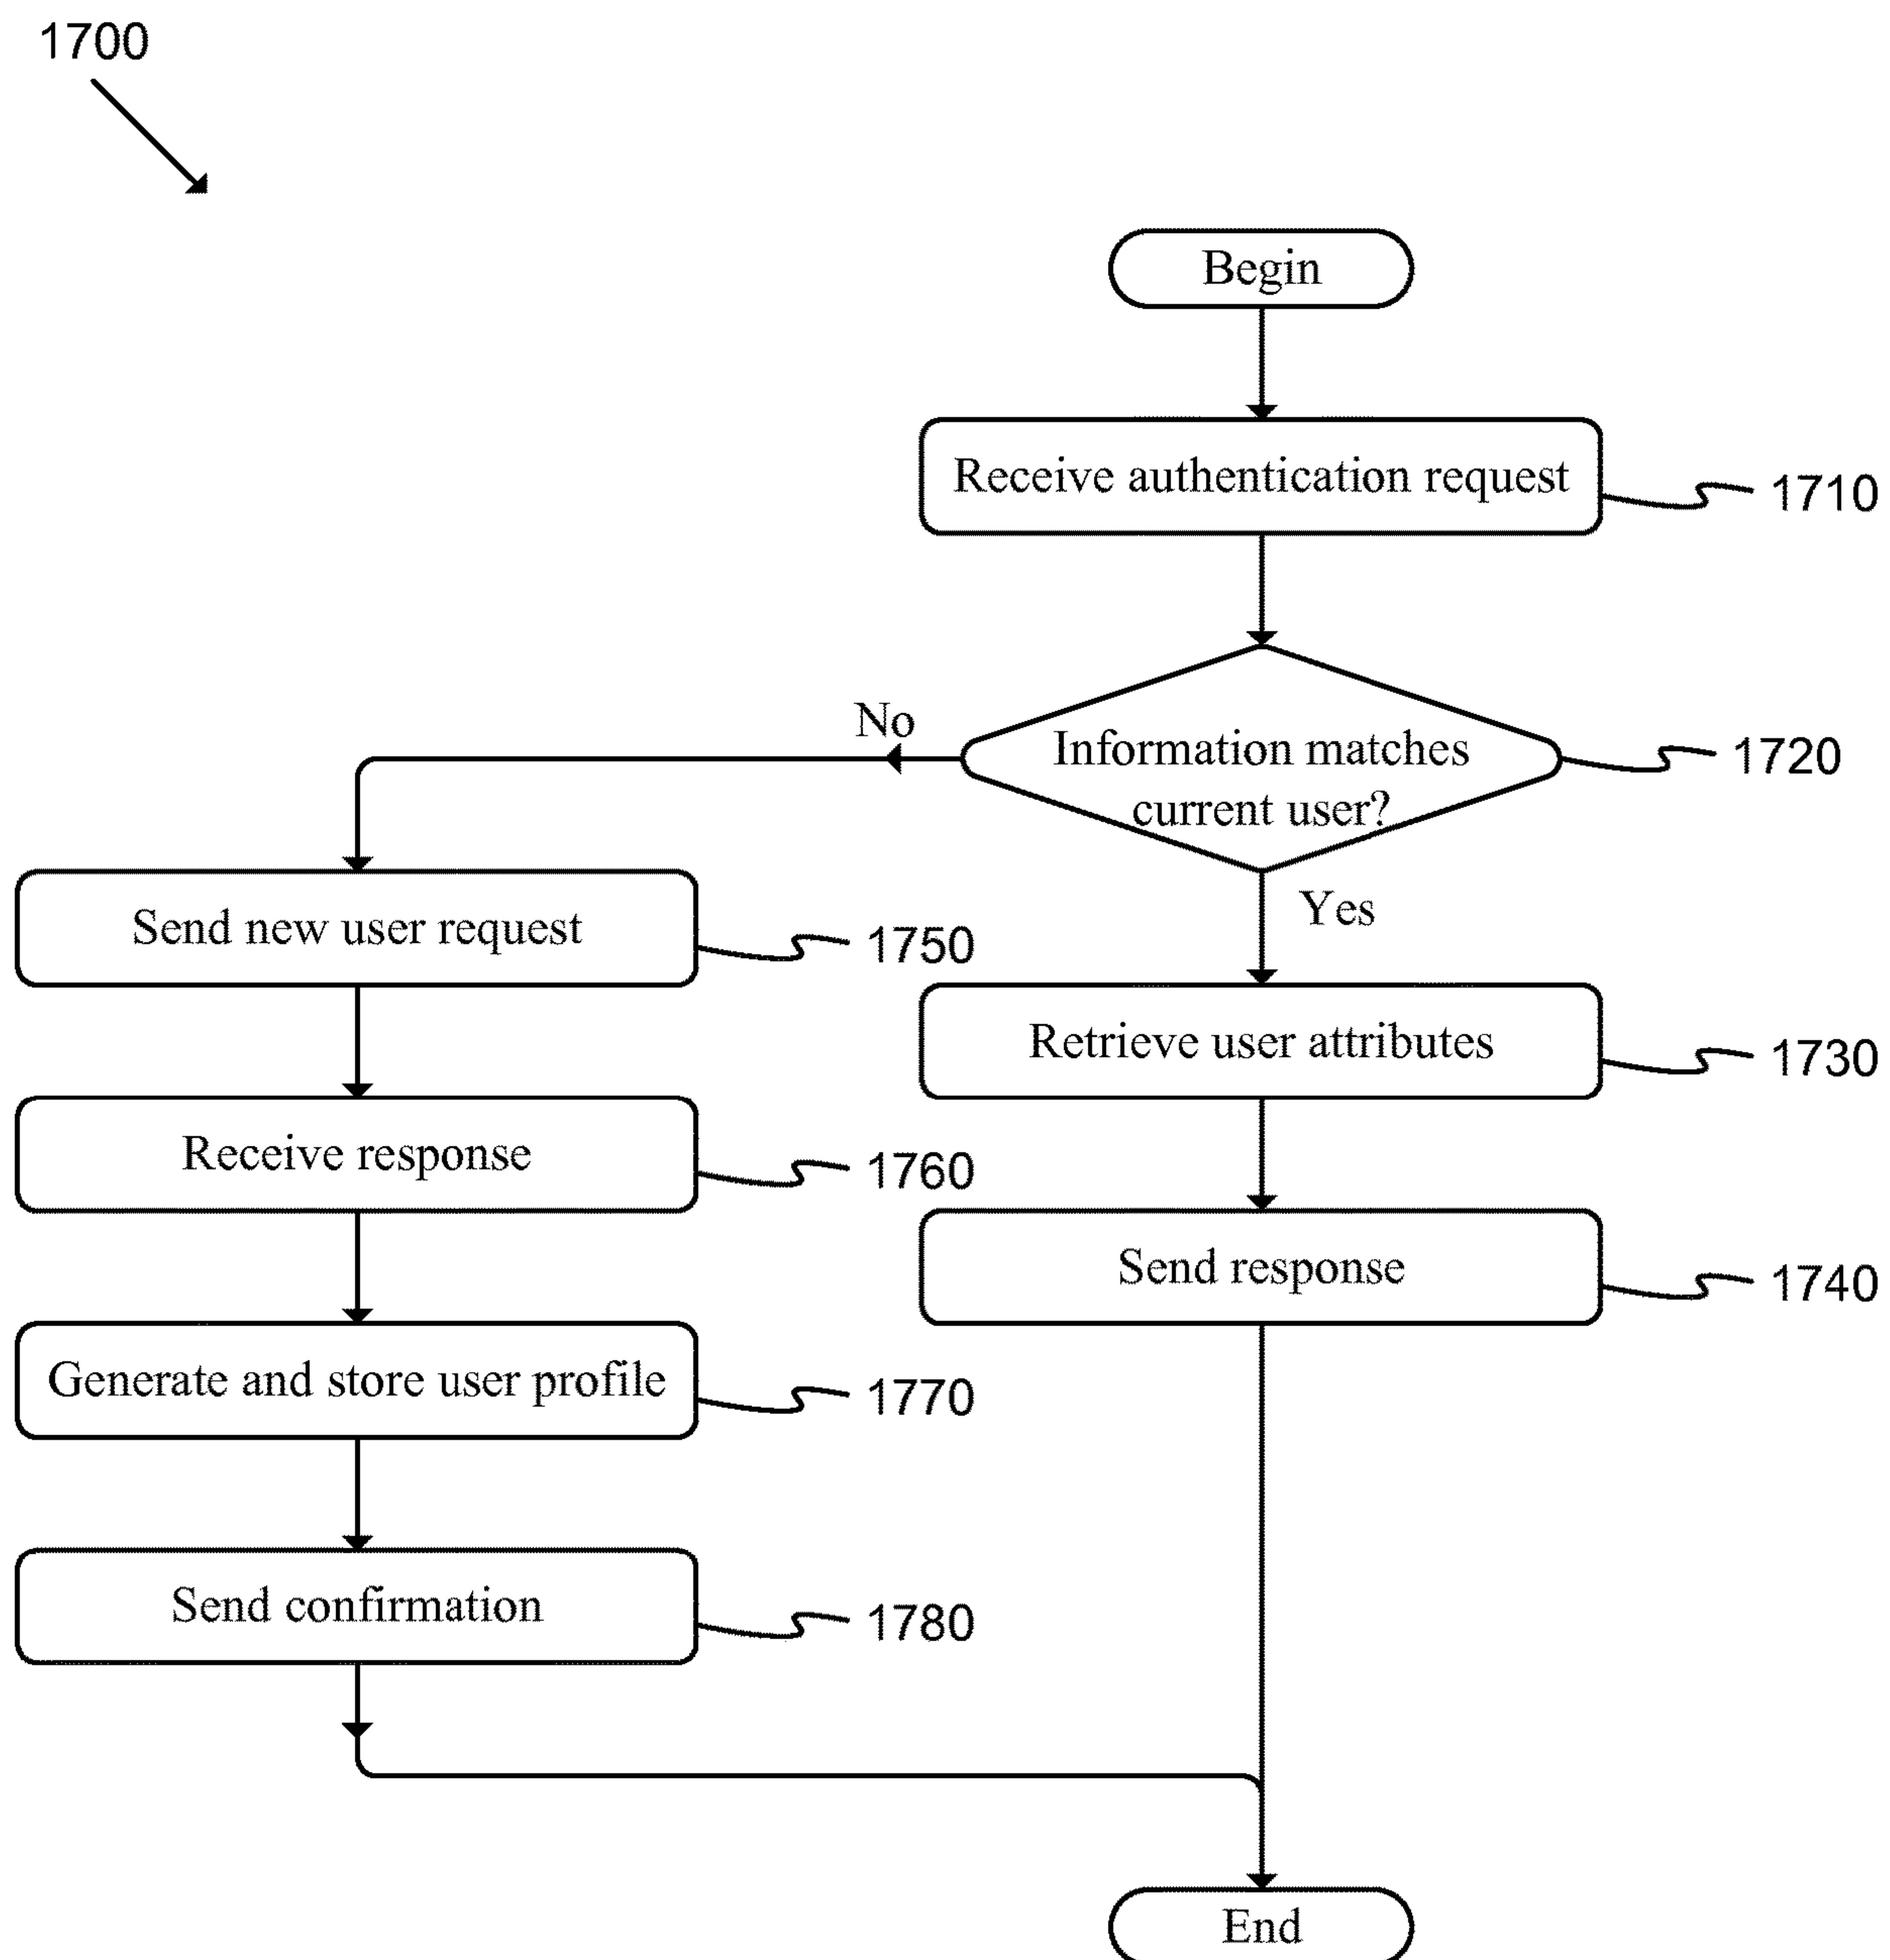 1700
Begin
Receive authentication request
1710
No
Information matches
current user?
1720
Yes
Send new user request
1750
Retrieve user attributes
1730
Receive response
1760
Send response
1740
Generate and store user profile
1770
Send confirmation
1780
End